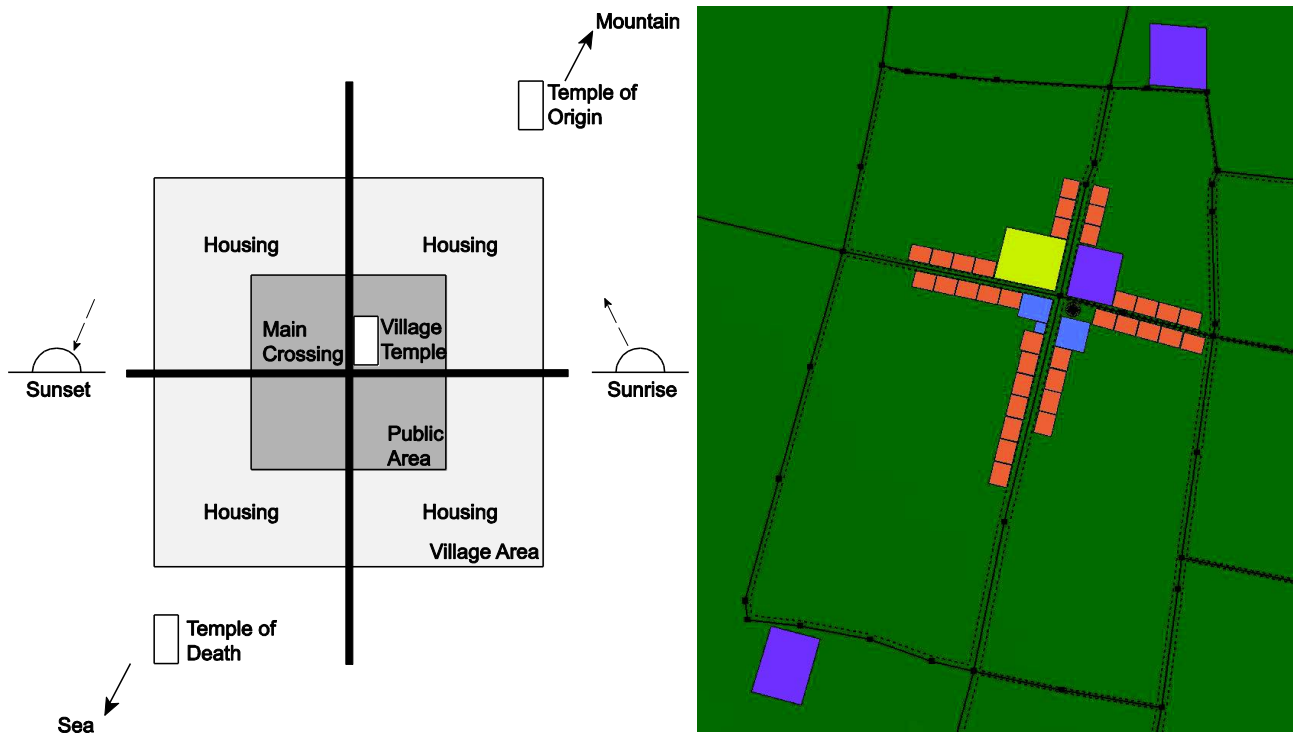 Mountain
Temple of
Origin
Housing
Housing
Main
Crossing
Village
Temple
Sunset
Sunrise
Public
Area
Housing
Housing
Village Area
Temple of
Death
Sea